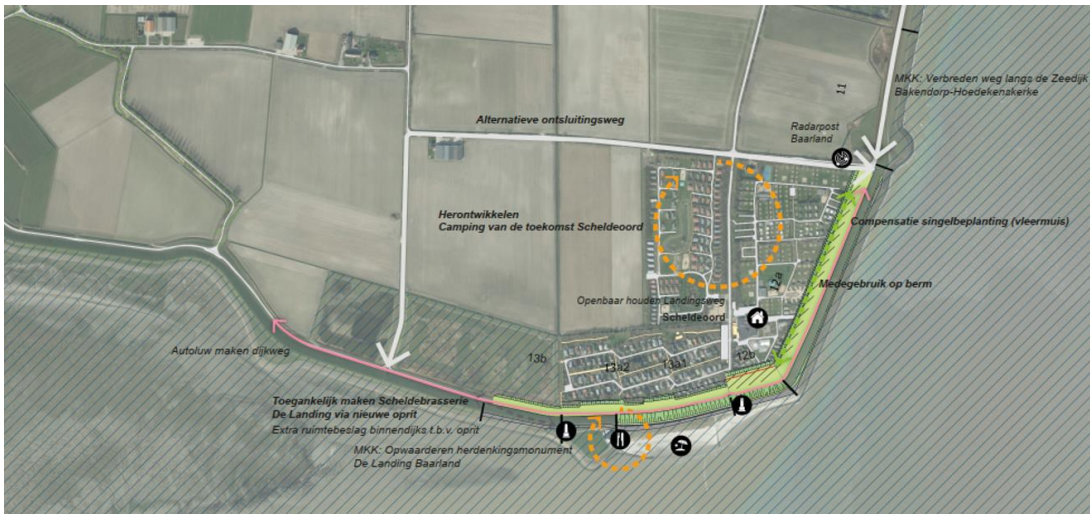 MKK: Verbreden weg langs de Zeedijk
Bakendorp-Hoedekenskerke
11
Alternatieve ontsluitingsweg
Radarpost
Baarland
Herontwikkelen
Camping van de toekomst Scheldeoord
Compensatie singelbeplanting (vleermuis)
12a
Medegebruik op berm
Openbaar houden Landingsweg
Scheldeoord
Autoluw maken dijkweg
13b
13a2
13a1
12b
Toegankelijk maken Scheldebrasserie
De Landing via nieuwe oprit
Extra ruimtebeslag binnendijks t.b.v. oprit
MKK: Opwaarderen herdenkingsmonument
De Landing Baarland